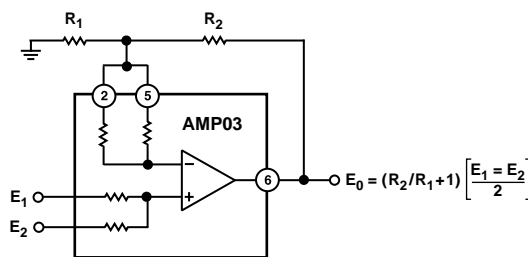 R1 R2
2 5
AMP03
6
E0 = (R2/R1+1) [E1 = E2 / 2]
E1
E2
− +